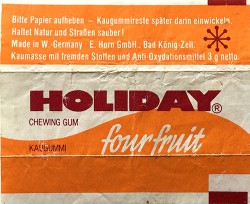 Bitte Papier aufheben – Kaugummireste später darin einwickeln.
Haltet Natur und Straßen sauber!
Made in W. Germany E. Horn GmbH., Bad König-Zell.
Kaumasse mit fremden Stoffen und Anti-Oxydationsmittel 3 g netto.
HOLIDAY®
CHEWING GUM
four fruit
KAUGUMMI